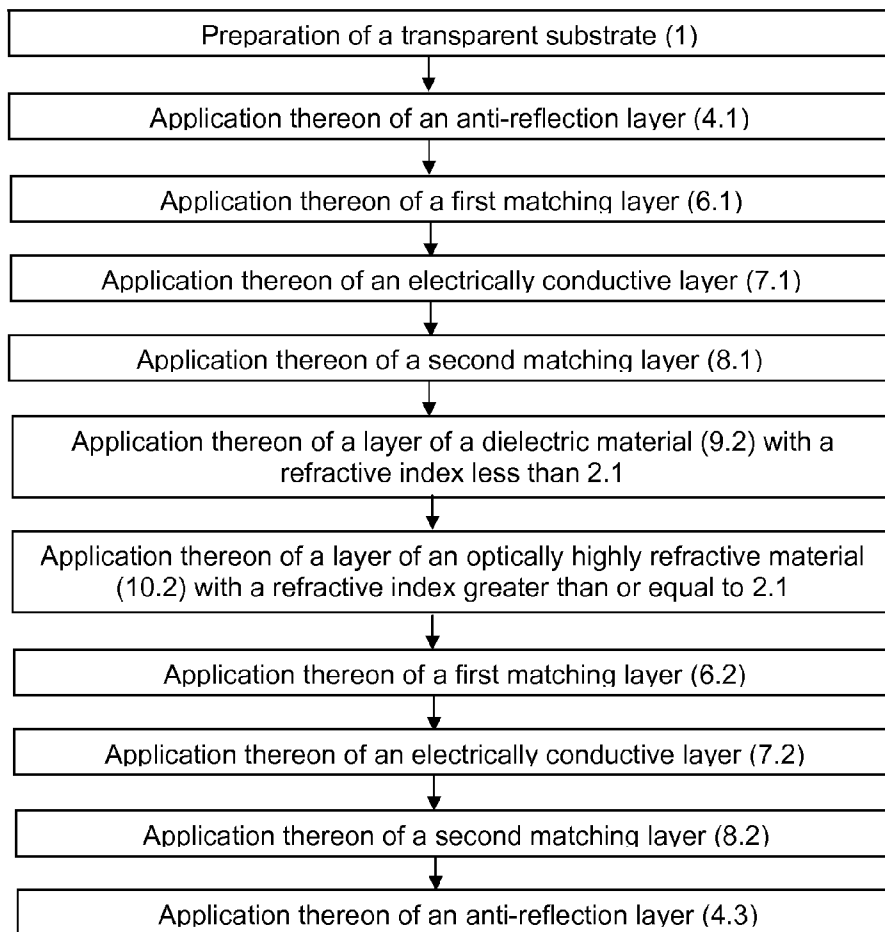 Preparation of a transparent substrate (1)
Application thereon of an anti-reflection layer (4.1)
Application thereon of a first matching layer (6.1)
Application thereon of an electrically conductive layer (7.1)
Application thereon of a second matching layer (8.1)
Application thereon of a layer of a dielectric material (9.2) with a
refractive index less than 2.1
Application thereon of a layer of an optically highly refractive material
(10.2) with a refractive index greater than or equal to 2.1
Application thereon of a first matching layer (6.2)
Application thereon of an electrically conductive layer (7.2)
Application thereon of a second matching layer (8.2)
Application thereon of an anti-reflection layer (4.3)